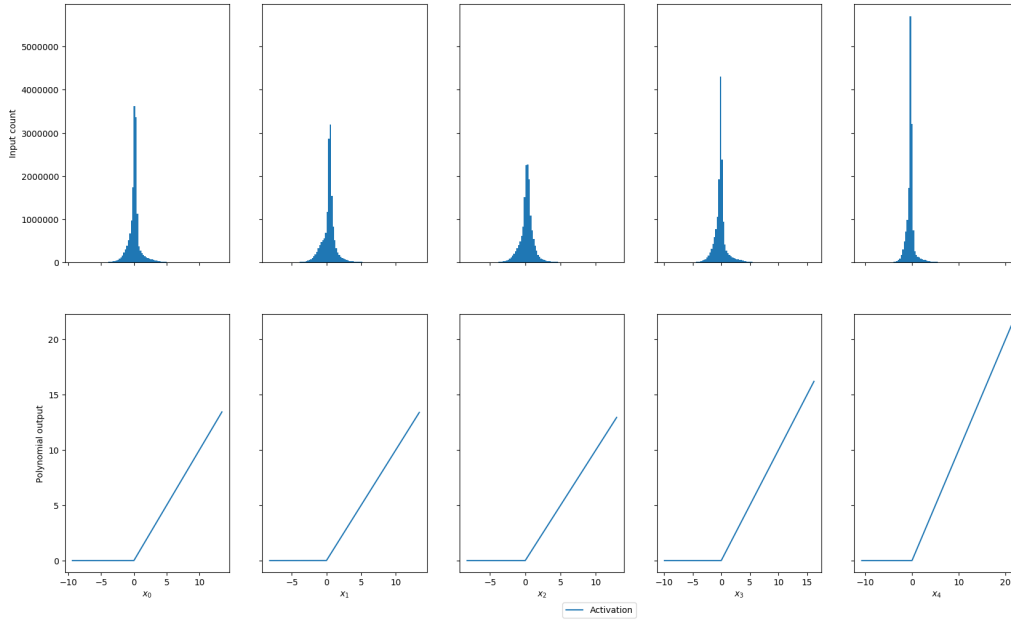 5000000
4000000
3000000
2000000
1000000
0
Input count
20
15
10
5
0
Polynomial output
−10 −5 0 5 10
−5 0 5 10
−5 0 5 10
−10 −5 0 5 10 15
−10 0 10 20
x0 x1 x2 x3 x4
Activation